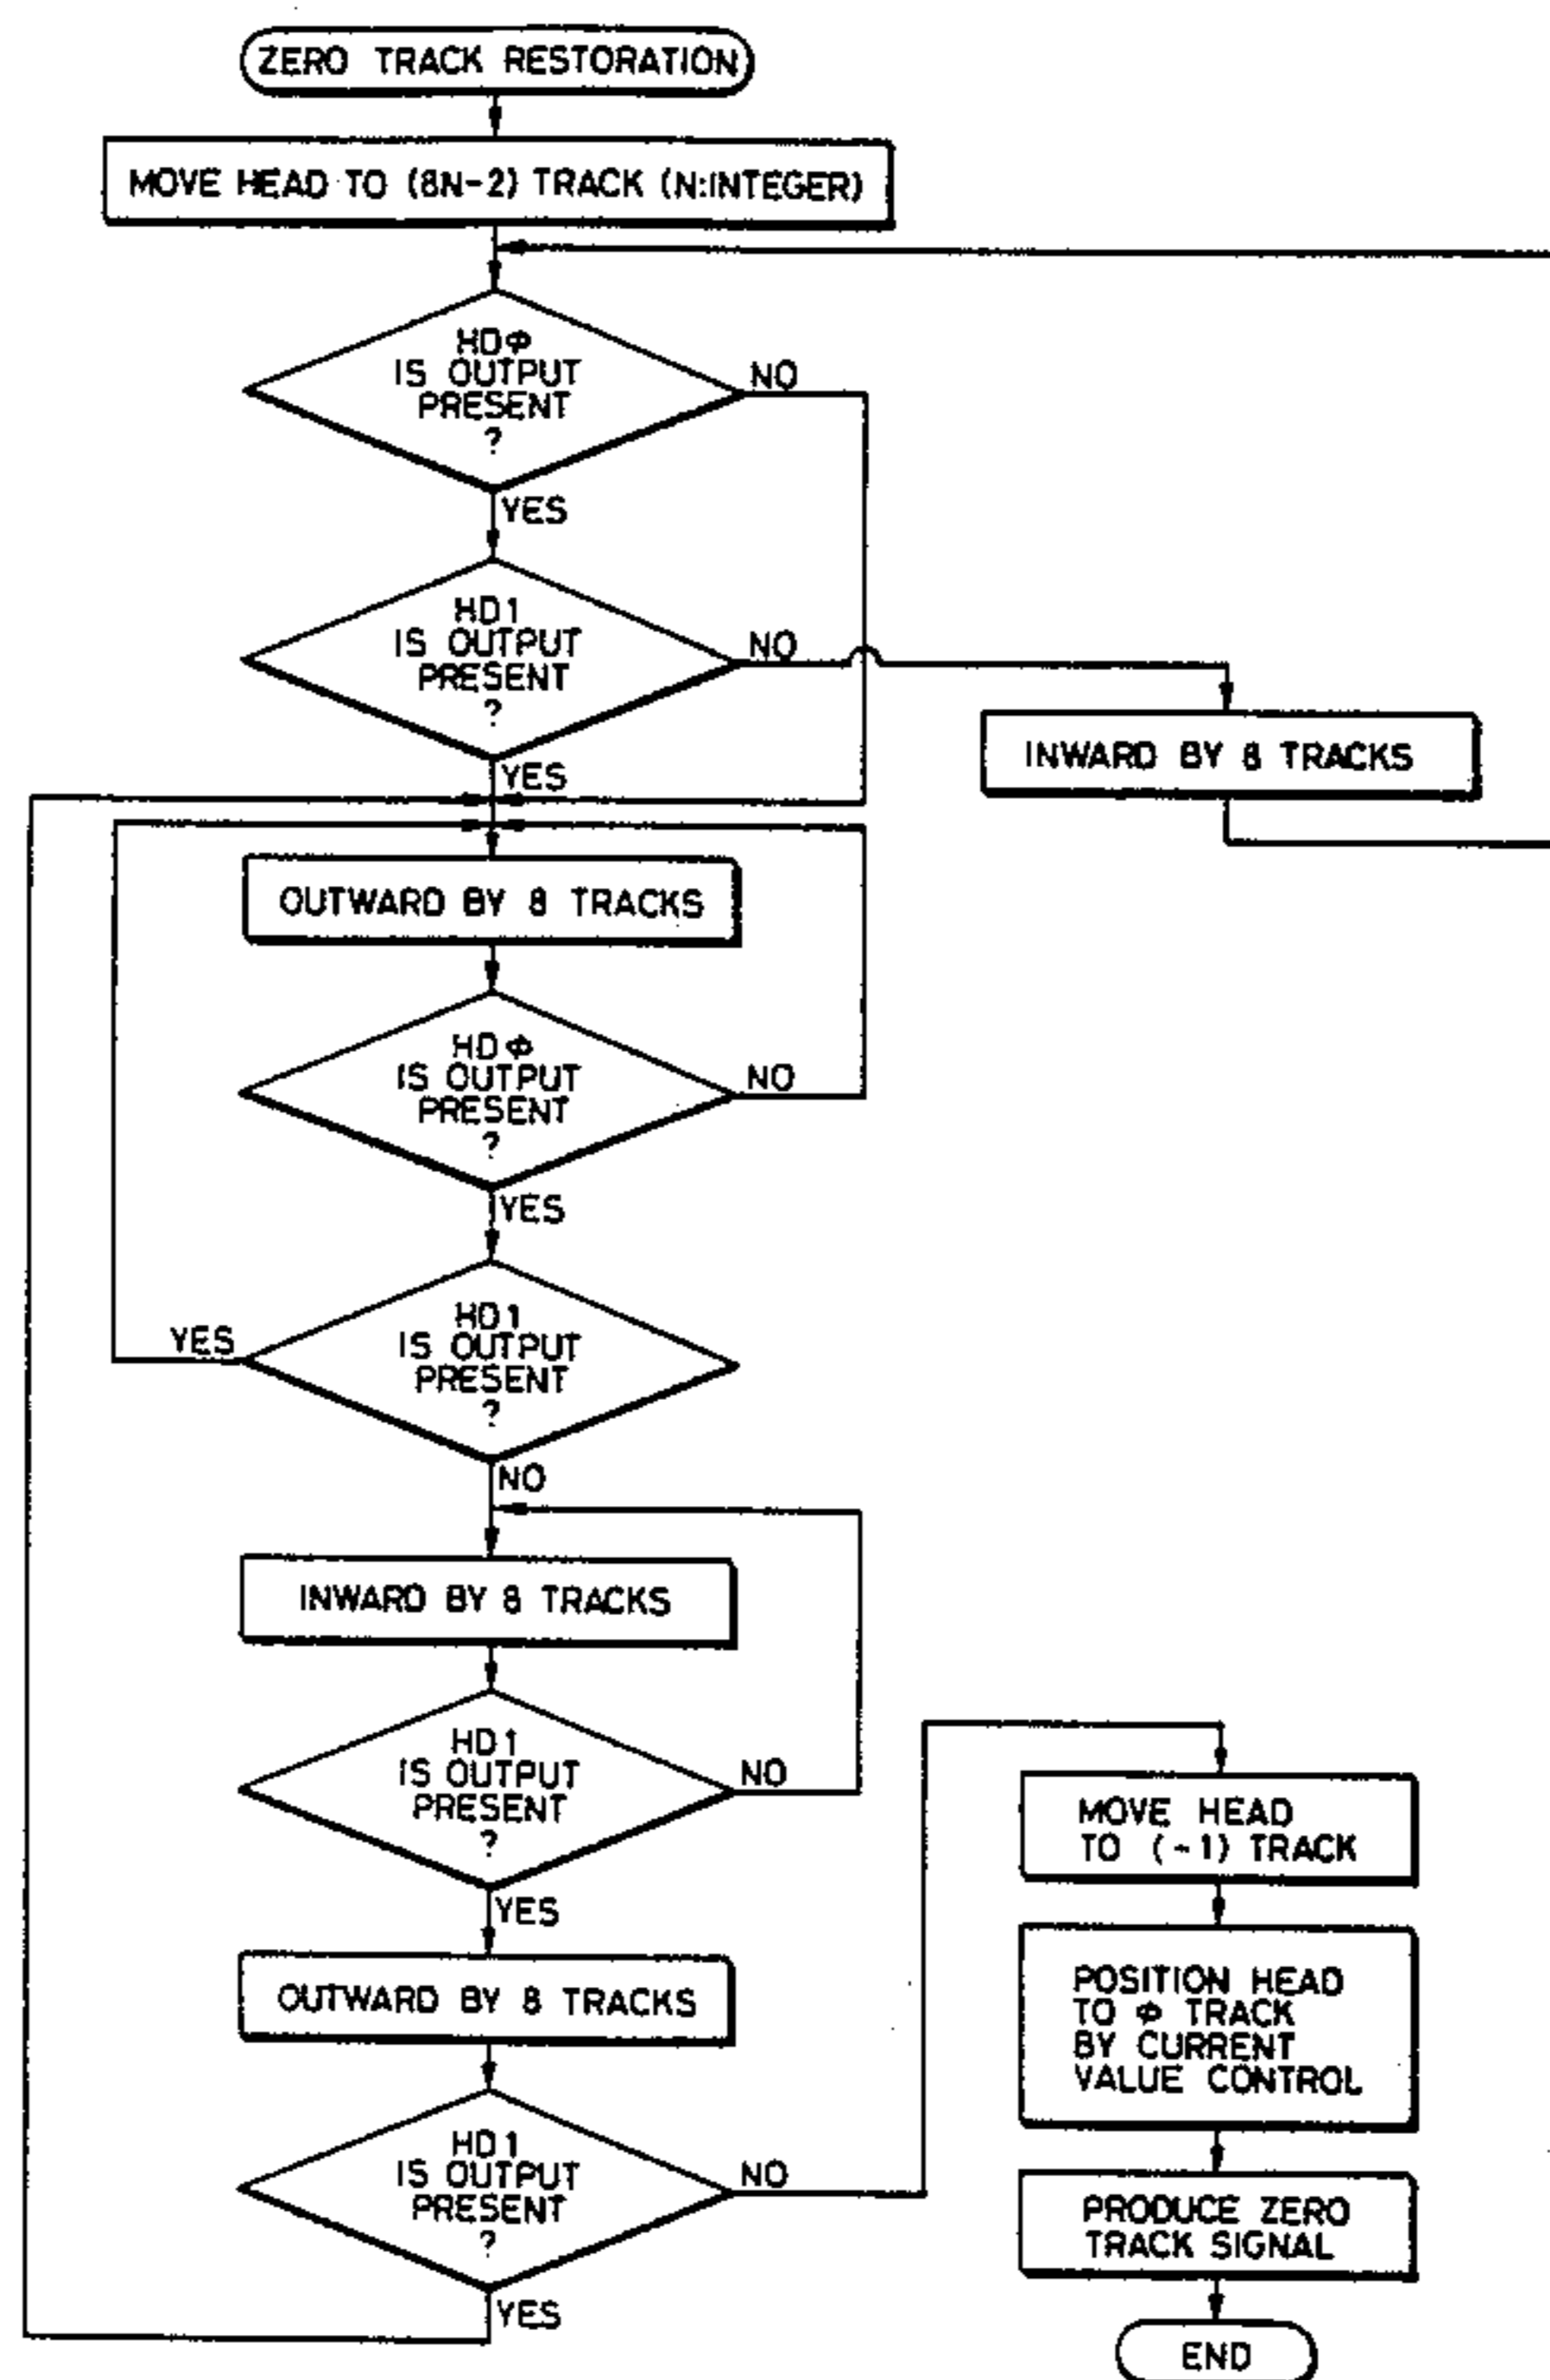 ZERO TRACK RESTORATION
MOVE HEAD TO (8N-2) TRACK (N:INTEGER)
HDΦ
IS OUTPUT
PRESENT
?
NO
YES
HD1
IS OUTPUT
PRESENT
?
NO
YES
INWARD BY 8 TRACKS
OUTWARD BY 8 TRACKS
HDΦ
IS OUTPUT
PRESENT
?
NO
YES
HD1
IS OUTPUT
PRESENT
?
YES
NO
INWARD BY 8 TRACKS
HD1
IS OUTPUT
PRESENT
?
NO
YES
OUTWARD BY 8 TRACKS
HD1
IS OUTPUT
PRESENT
?
NO
YES
MOVE HEAD
TO (-1) TRACK
POSITION HEAD
TO Φ TRACK
BY CURRENT
VALUE CONTROL
PRODUCE ZERO
TRACK SIGNAL
END